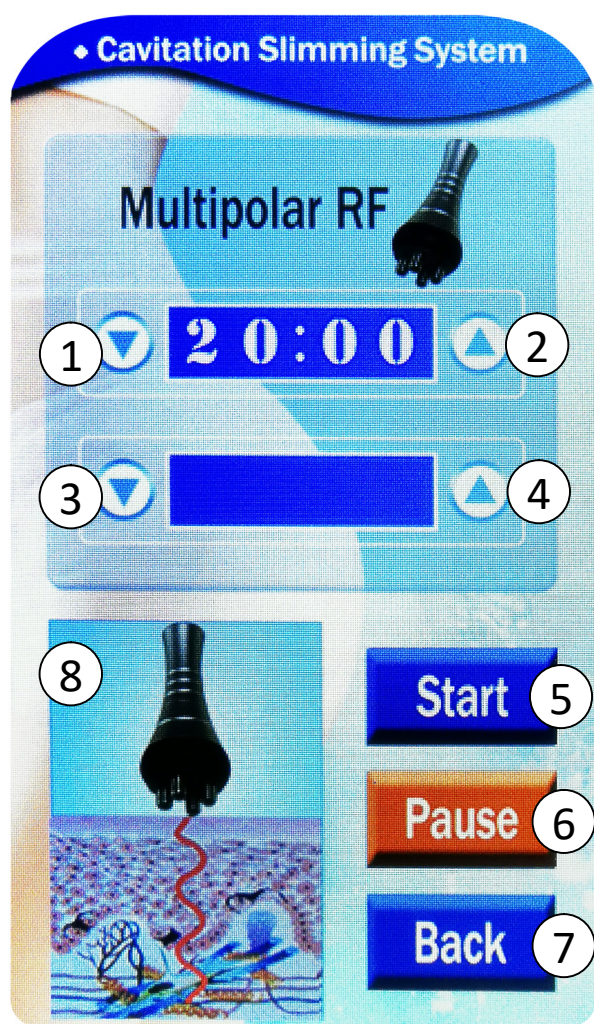 • Cavitation Slimming System
Multipolar RF
1 20:00 2
3 4
8
Start 5
Pause 6
Back 7